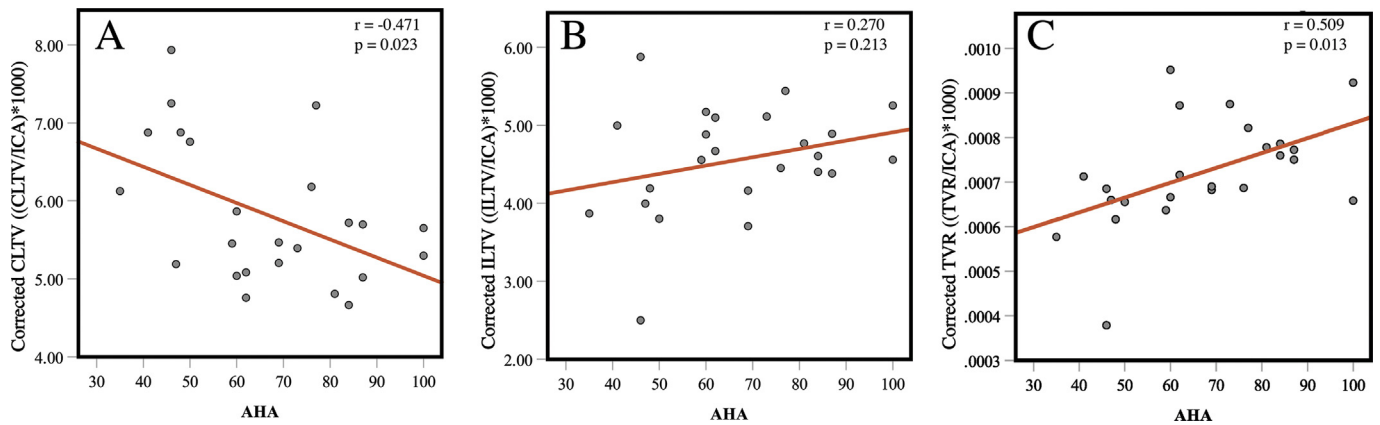 A
r = -0.471
p = 0.023
8.00
7.00
6.00
5.00
4.00
Corrected CLTV ((CLTV/ICA)*1000)
30 40 50 60 70 80 90 100
AHA
B
r = 0.270
p = 0.213
6.00
5.00
4.00
3.00
2.00
Corrected ILTV ((ILTV/ICA)*1000)
30 40 50 60 70 80 90 100
AHA
C
r = 0.509
p = 0.013
.0010
.0009
.0008
.0007
.0006
.0005
.0004
.0003
Corrected TVR ((TVR/ICA)*1000)
30 40 50 60 70 80 90 100
AHA